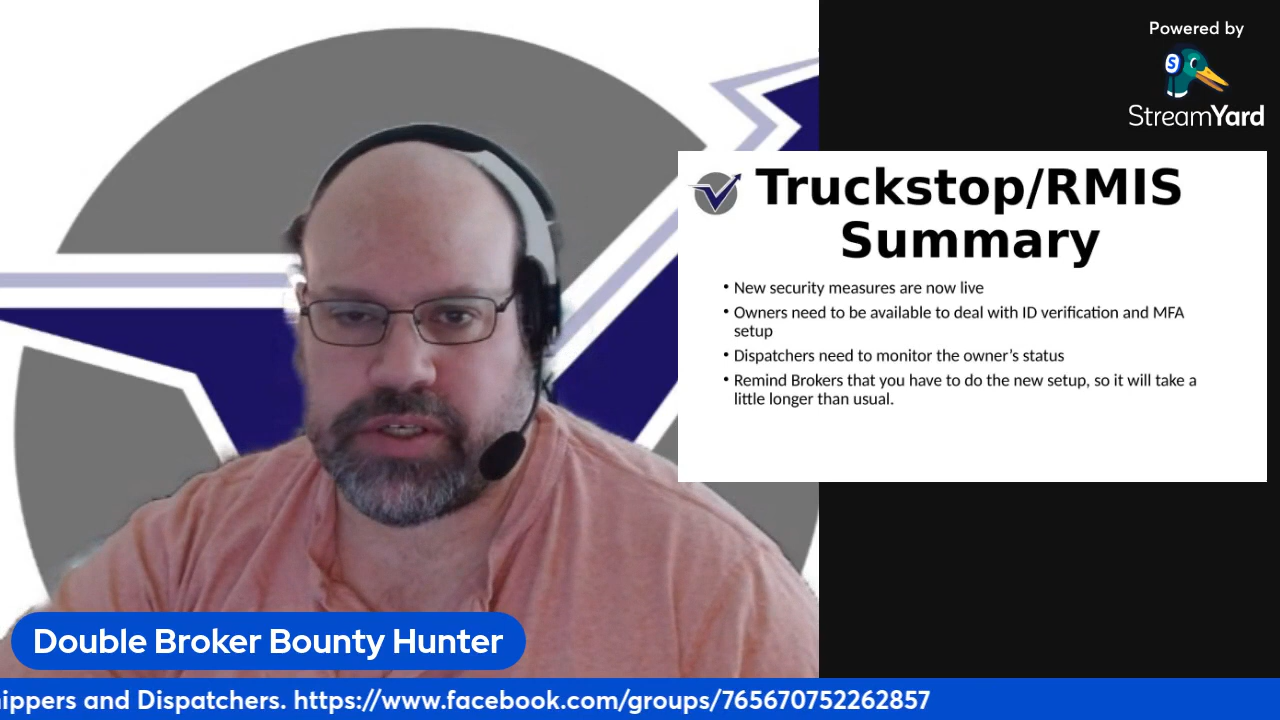 Powered by
S
StreamYard
Truckstop/RMIS
Summary
• New security measures are now live
• Owners need to be available to deal with ID verification and MFA
setup
• Dispatchers need to monitor the owner’s status
• Remind Brokers that you have to do the new setup, so it will take a
little longer than usual.
Double Broker Bounty Hunter
and Dispatchers. https://www.facebook.com/groups/765670752262857